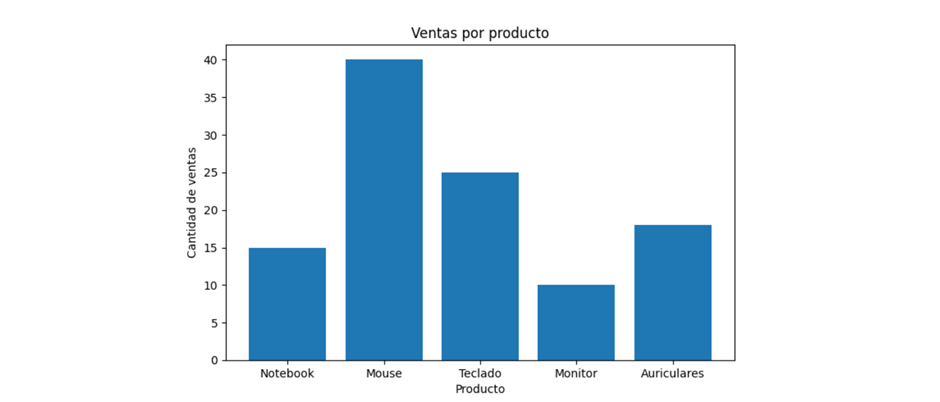 Ventas por producto
Cantidad de ventas
40
35
30
25
20
15
10
5
0
Notebook Mouse Teclado Monitor Auriculares
Producto